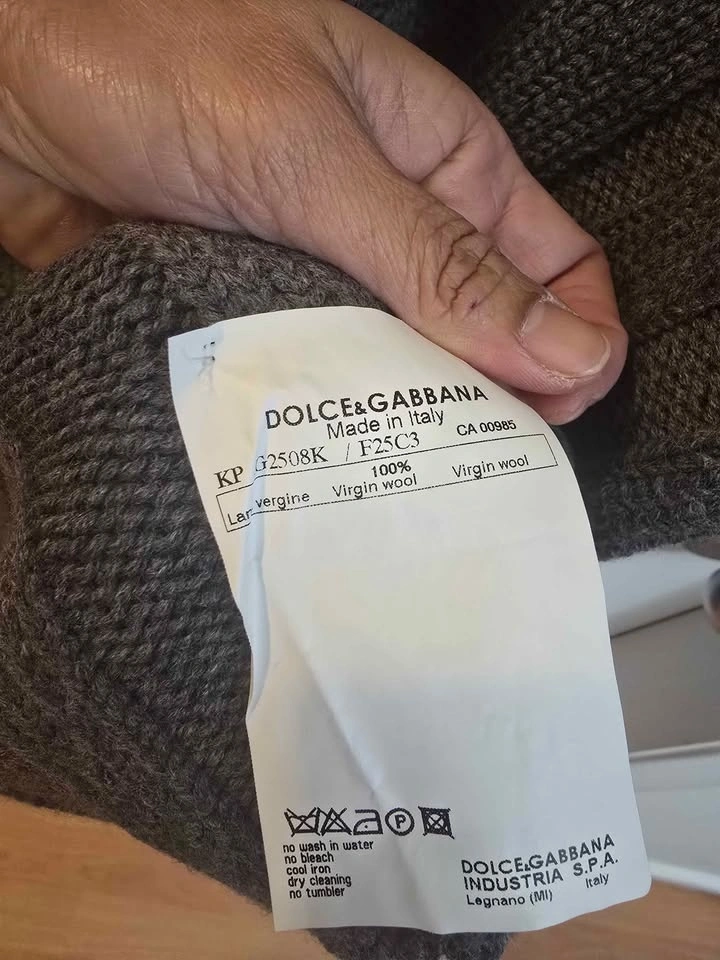 DOLCE&GABBANA
Made in Italy
KP G2508K / F25C3 CA 00985
100%
vergine Virgin wool Virgin wool
no wash in water
no bleach
cool iron
dry cleaning
no tumbler
DOLCE&GABBANA
INDUSTRIA S.P.A.
Legnano (MI) Italy